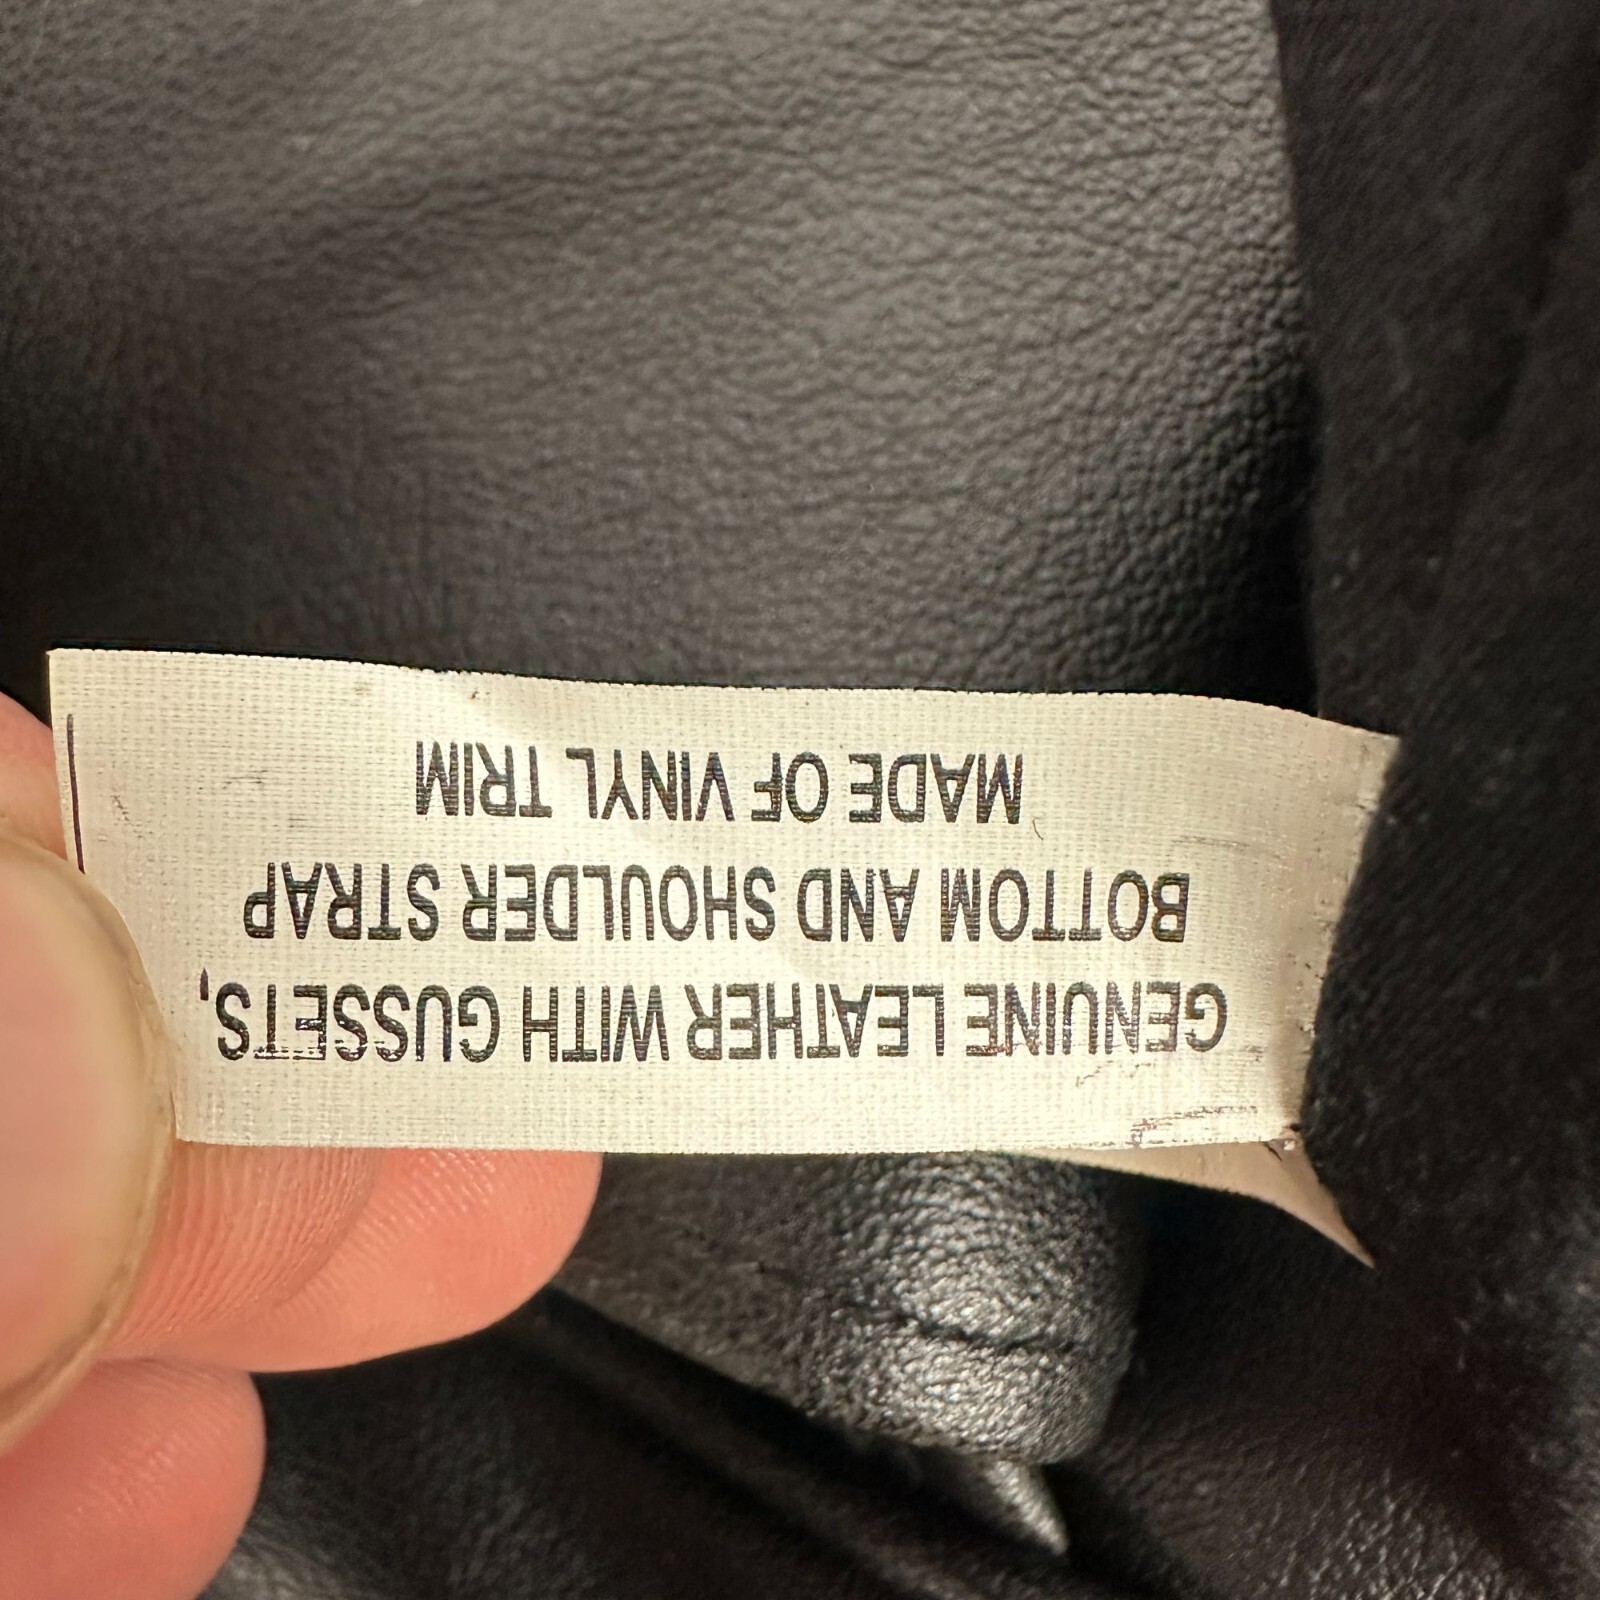 GENUINE LEATHER WITH GUSSETS,
BOTTOM AND SHOULDER STRAP
MADE OF VINYL TRIM